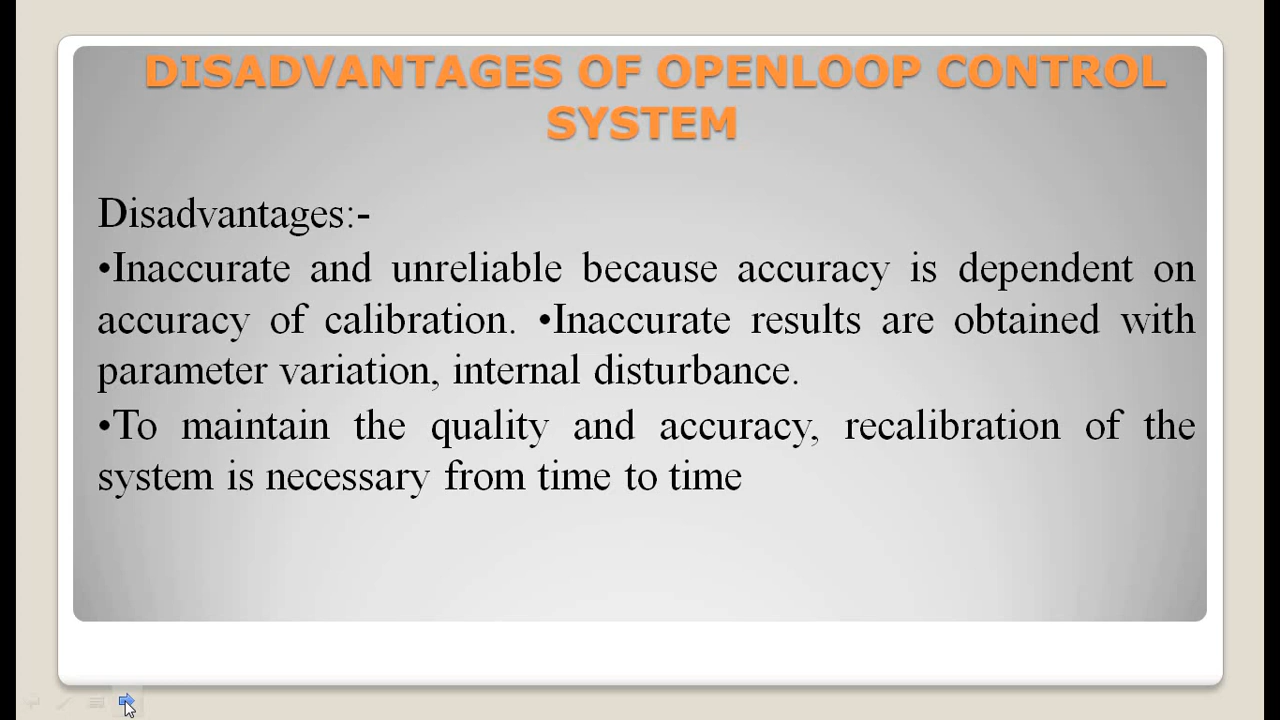 DISADVANTAGES OF OPENLOOP CONTROL
SYSTEM
Disadvantages:-
•Inaccurate and unreliable because accuracy is dependent on
accuracy of calibration. •Inaccurate results are obtained with
parameter variation, internal disturbance.
•To maintain the quality and accuracy, recalibration of the
system is necessary from time to time